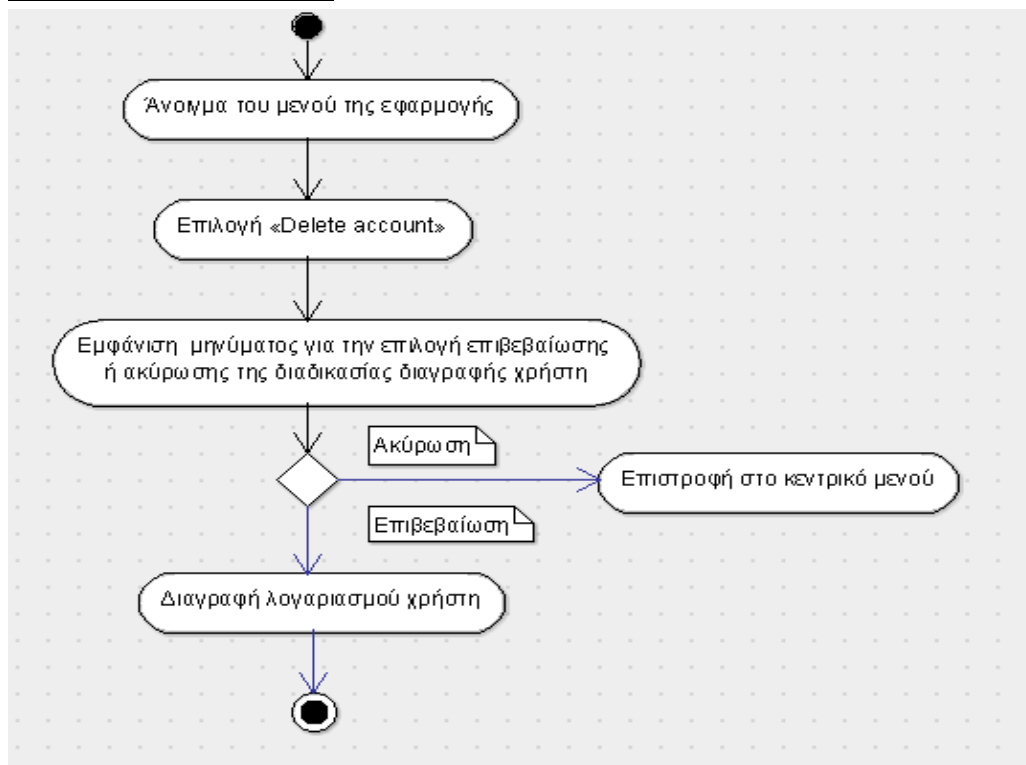 Άνοιγμα του μενού της εφαρμογής
Επιλογή «Delete account»
Εμφάνιση μηνύματος για την επιλογή επιβεβαίωσης
ή ακύρωσης της διαδικασίας διαγραφής χρήστη
Ακύρωση
Επιστροφή στο κεντρικό μενού
Επιβεβαίωση
Διαγραφή λογαριασμού χρήστη